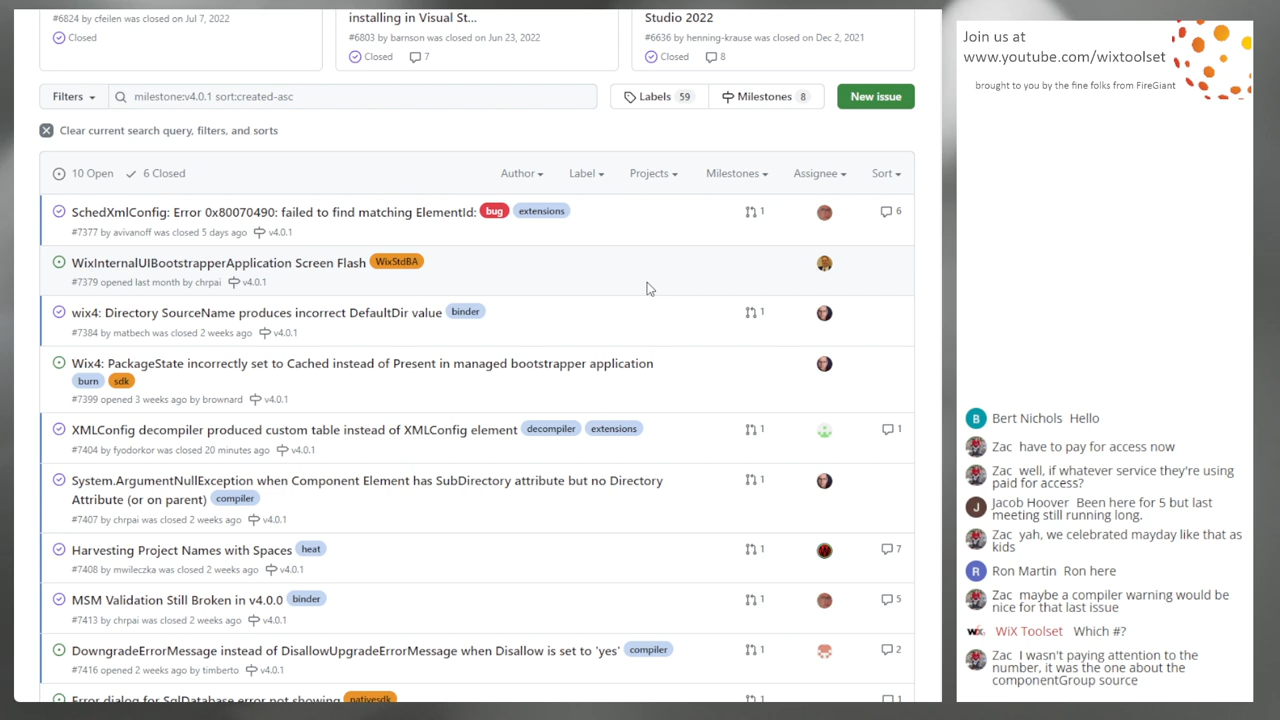 #6824 by cfeilen was closed on Jul 7, 2022
Closed
installing in Visual St...
#6803 by barnson was closed on Jun 23, 2022
Closed 7
Studio 2022
#6636 by henning-krause was closed on Dec 2, 2021
Closed 8
Filters milestone:v4.0.1 sort:created-asc Labels 59 Milestones 8 New issue
Clear current search query, filters, and sorts
10 Open 6 Closed Author Label Projects Milestones Assignee Sort
SchedXmlConfig: Error 0x80070490: failed to find matching ElementId: bug extensions 1 6
#7377 by avivanoff was closed 5 days ago v4.0.1
WixInternalUIBootstrapperApplication Screen Flash WixStdBA
#7379 opened last month by chrpai v4.0.1
wix4: Directory SourceName produces incorrect DefaultDir value binder 1
#7384 by matbech was closed 2 weeks ago v4.0.1
Wix4: PackageState incorrectly set to Cached instead of Present in managed bootstrapper application
burn sdk
#7399 opened 3 weeks ago by brownard v4.0.1
XMLConfig decompiler produced custom table instead of XMLConfig element decompiler extensions 1 1
#7404 by fyodorkor was closed 20 minutes ago v4.0.1
System.ArgumentNullException when Component Element has SubDirectory attribute but no Directory 1
Attribute (or on parent) compiler
#7407 by chrpai was closed 2 weeks ago v4.0.1
Harvesting Project Names with Spaces heat 1 7
#7408 by mwileczka was closed 2 weeks ago v4.0.1
MSM Validation Still Broken in v4.0.0 binder 1 5
#7413 by chrpai was closed 2 weeks ago v4.0.1
DowngradeErrorMessage instead of DisallowUpgradeErrorMessage when Disallow is set to 'yes' compiler 1 2
#7416 opened 2 weeks ago by timberto v4.0.1
Error dialog for SqlDatabase error not showing nativesdk 1 1
Join us at
www.youtube.com/wixtoolset
brought to you by the fine folks from FireGiant
B Bert Nichols Hello
Zac have to pay for access now
Zac well, if whatever service they're using
paid for access?
J Jacob Hoover Been here for 5 but last
meeting still running long.
Zac yah, we celebrated mayday like that as
kids
R Ron Martin Ron here
Zac maybe a compiler warning would be
nice for that last issue
WiX WiX Toolset Which #?
Zac I wasn't paying attention to the
number, it was the one about the
componentGroup source